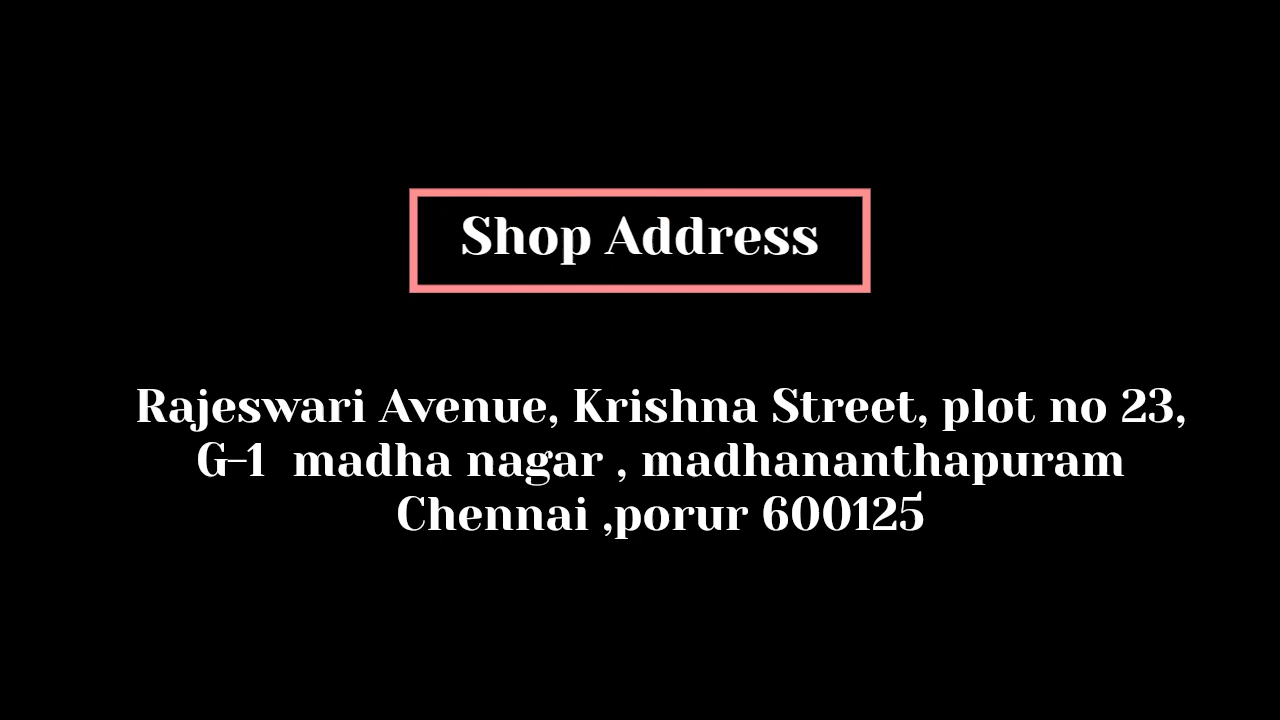 Shop Address
Rajeswari Avenue, Krishna Street, plot no 23,
G-1  madha nagar , madhananthapuram
Chennai ,porur 600125